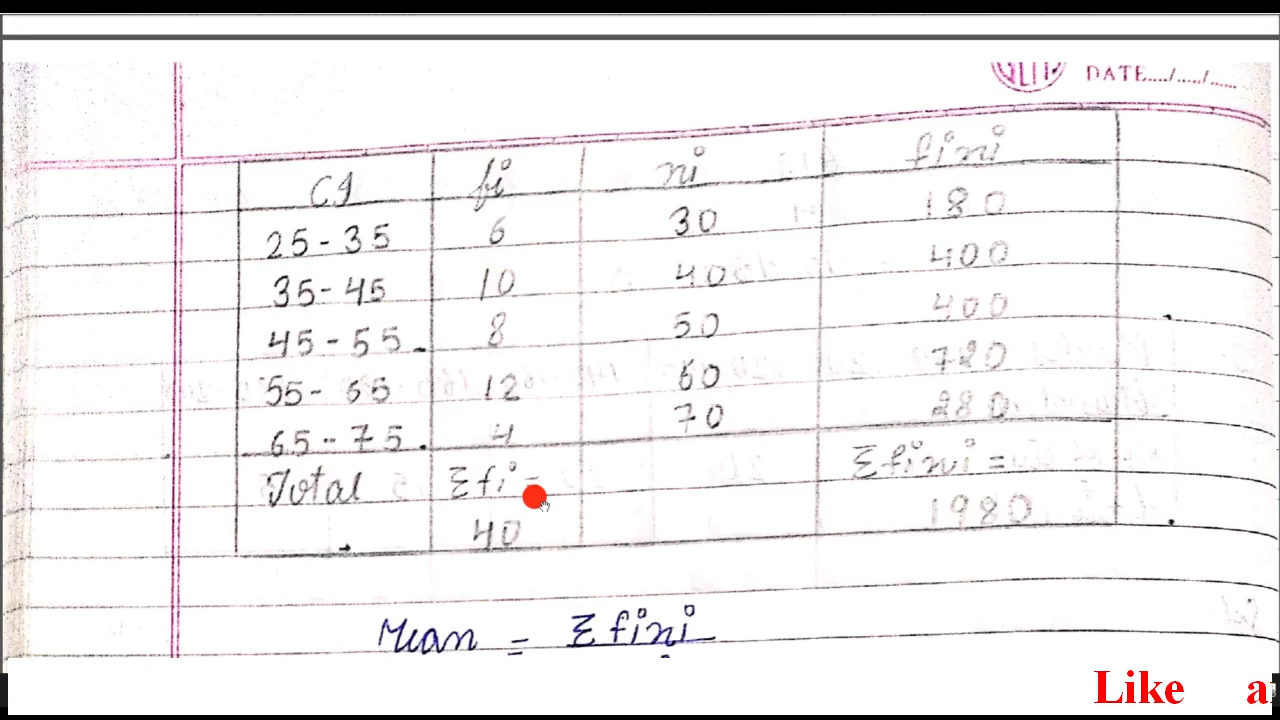 DATE..../...../......
CI fi xi fixi
25-35 6 30 180
35-45 10 40 400
45-55 8 50 400
55-65 12 60 720
65-75 4 70 280
Total Σfi = Σfixi =
40 1980
Mean = Σfixi
Like